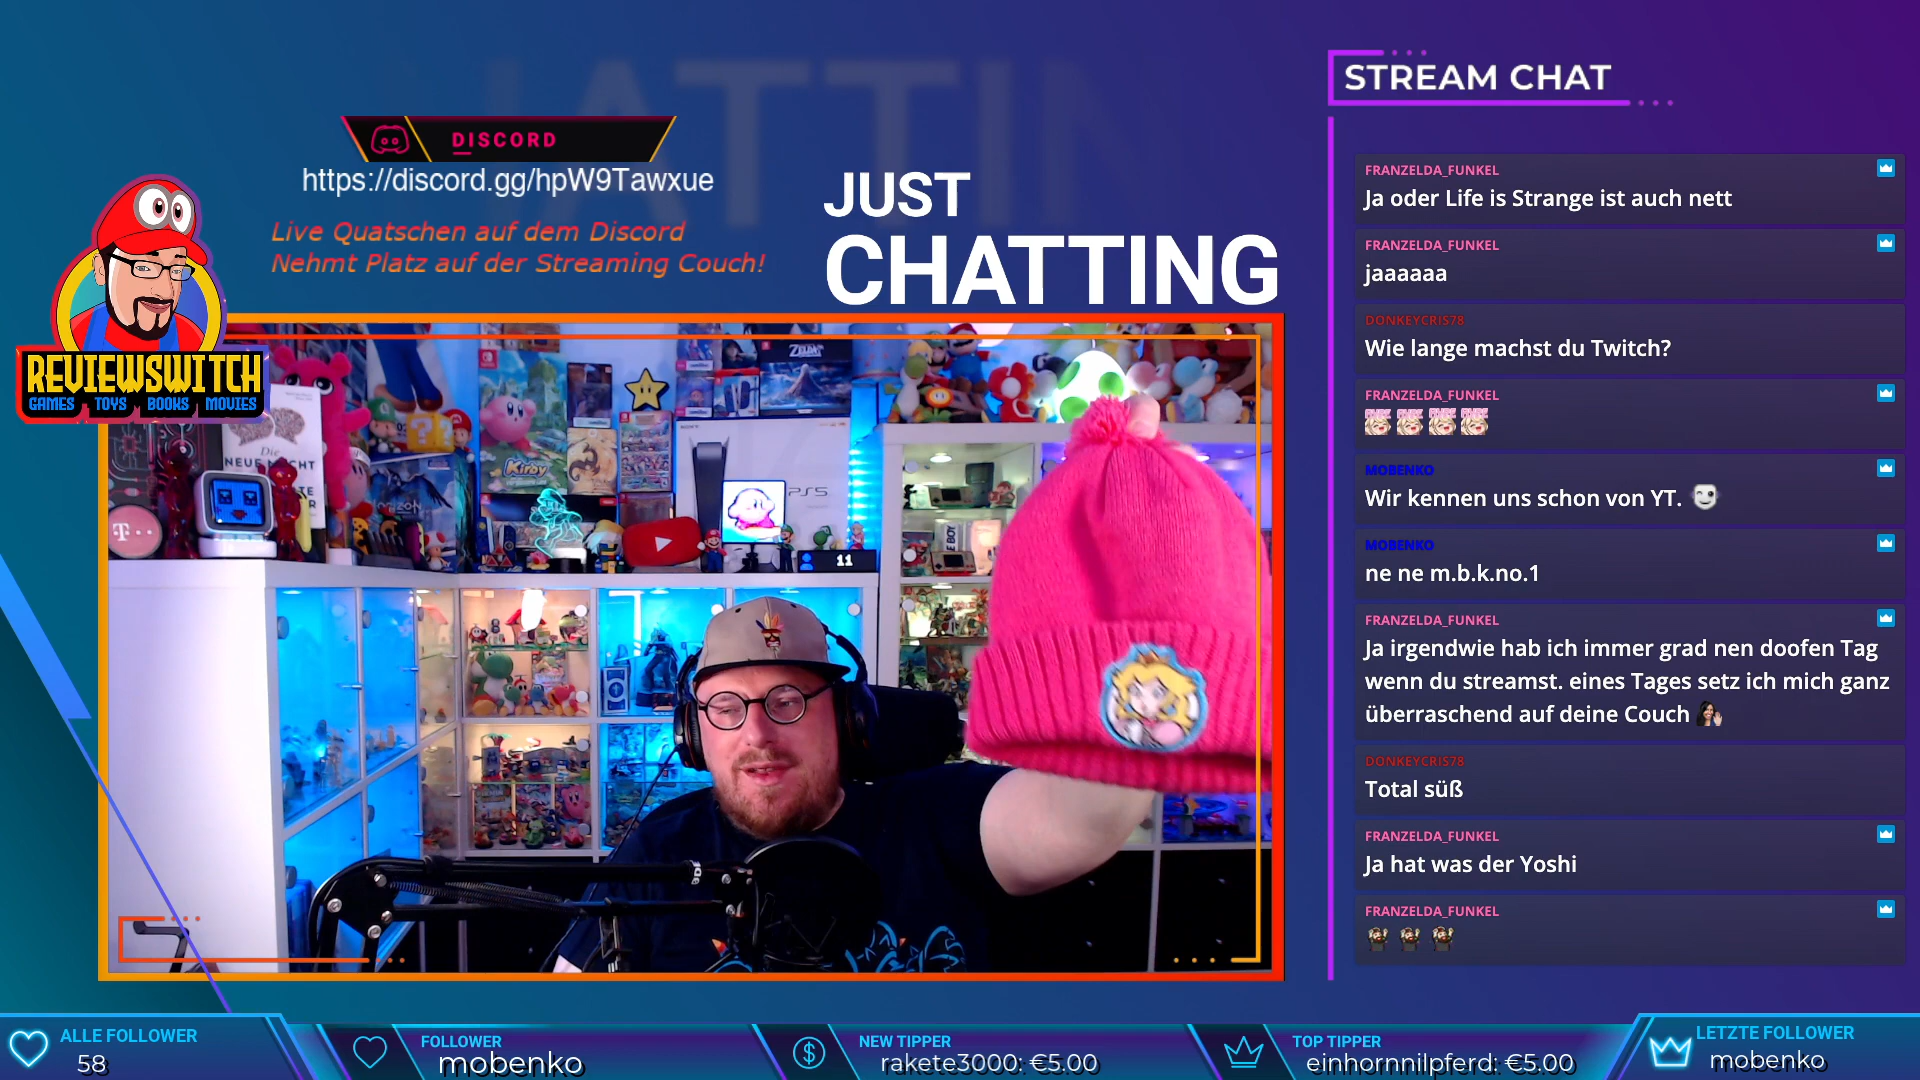 DISCORD
https://discord.gg/hpW9Tawxue
Live Quatschen auf dem Discord
Nehmt Platz auf der Streaming Couch!
JUST
CHATTING
REVIEWSWITCH
GAMES TOYS BOOKS MOVIES
Die
NEUE
ZELDA
Kirby
PS5
11
STREAM CHAT
FRANZELDA_FUNKEL
Ja oder Life is Strange ist auch nett
FRANZELDA_FUNKEL
jaaaaaa
DONKEYCRIS78
Wie lange machst du Twitch?
FRANZELDA_FUNKEL
MOBENKO
Wir kennen uns schon von YT.
MOBENKO
ne ne m.b.k.no.1
FRANZELDA_FUNKEL
Ja irgendwie hab ich immer grad nen doofen Tag
wenn du streamst. eines Tages setz ich mich ganz
überraschend auf deine Couch
DONKEYCRIS78
Total süß
FRANZELDA_FUNKEL
Ja hat was der Yoshi
FRANZELDA_FUNKEL
ALLE FOLLOWER
58
FOLLOWER
mobenko
NEW TIPPER
rakete3000: €5.00
TOP TIPPER
einhornnilpferd: €5.00
LETZTE FOLLOWER
mobenko